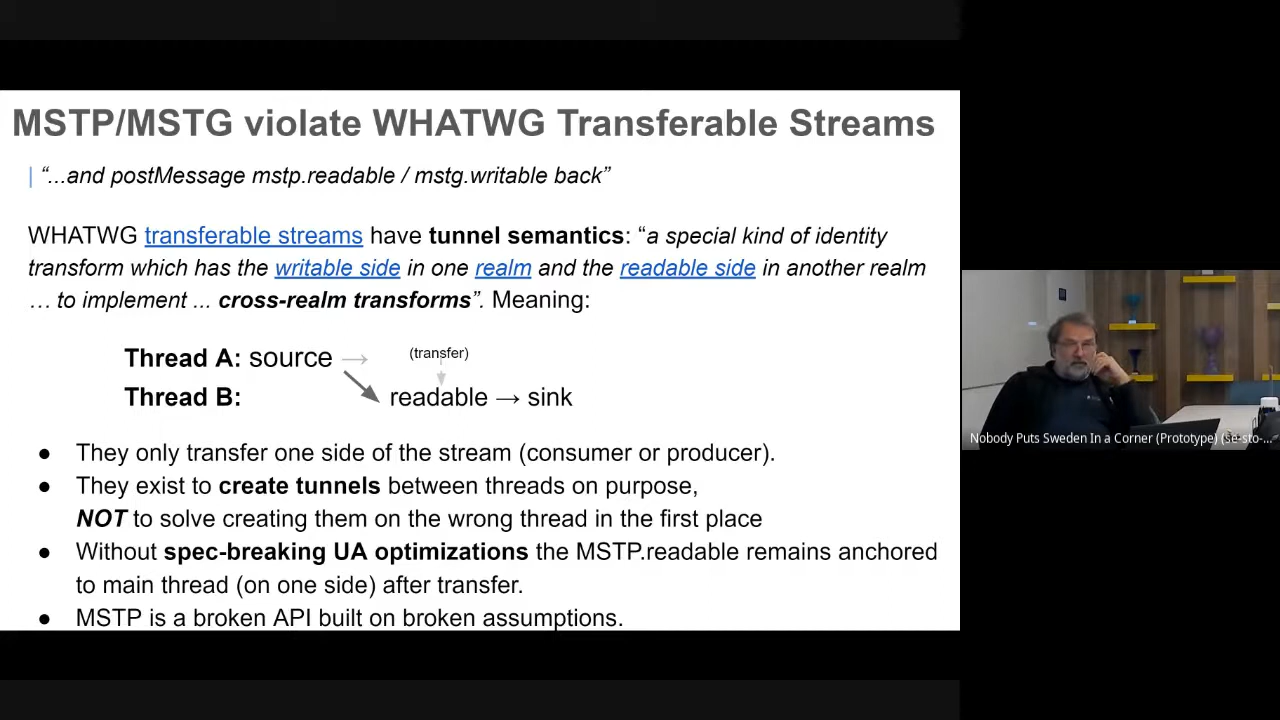 MSTP/MSTG violate WHATWG Transferable Streams
| “...and postMessage mstp.readable / mstg.writable back”
WHATWG transferable streams have tunnel semantics: “a special kind of identity
transform which has the writable side in one realm and the readable side in another realm
… to implement ... cross-realm transforms”. Meaning:
Thread A: source → (transfer)
Thread B: readable → sink
● They only transfer one side of the stream (consumer or producer).
● They exist to create tunnels between threads on purpose,
NOT to solve creating them on the wrong thread in the first place
● Without spec-breaking UA optimizations the MSTP.readable remains anchored
to main thread (on one side) after transfer.
● MSTP is a broken API built on broken assumptions.
Nobody Puts Sweden In a Corner (Prototype) (se-sto-...